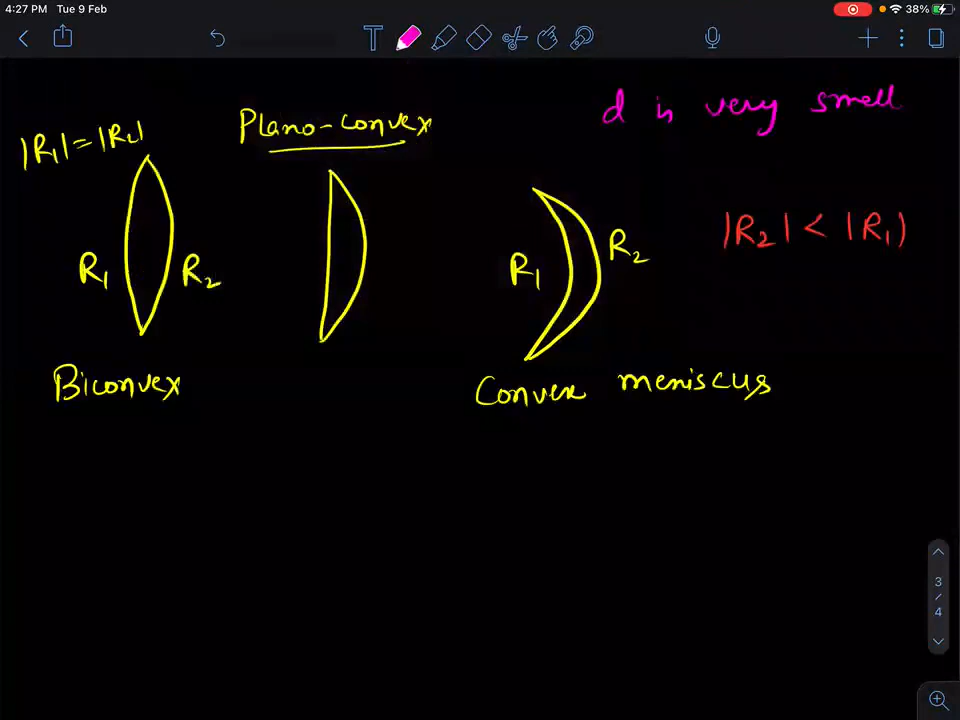 4:27 PM Tue 9 Feb
38%
T
d is very smell
Plano-convex
|R1| = |R2|
|R2| < |R1)
R1 R2
R1 R2
Biconvex
Convex meniscus
3
/
4